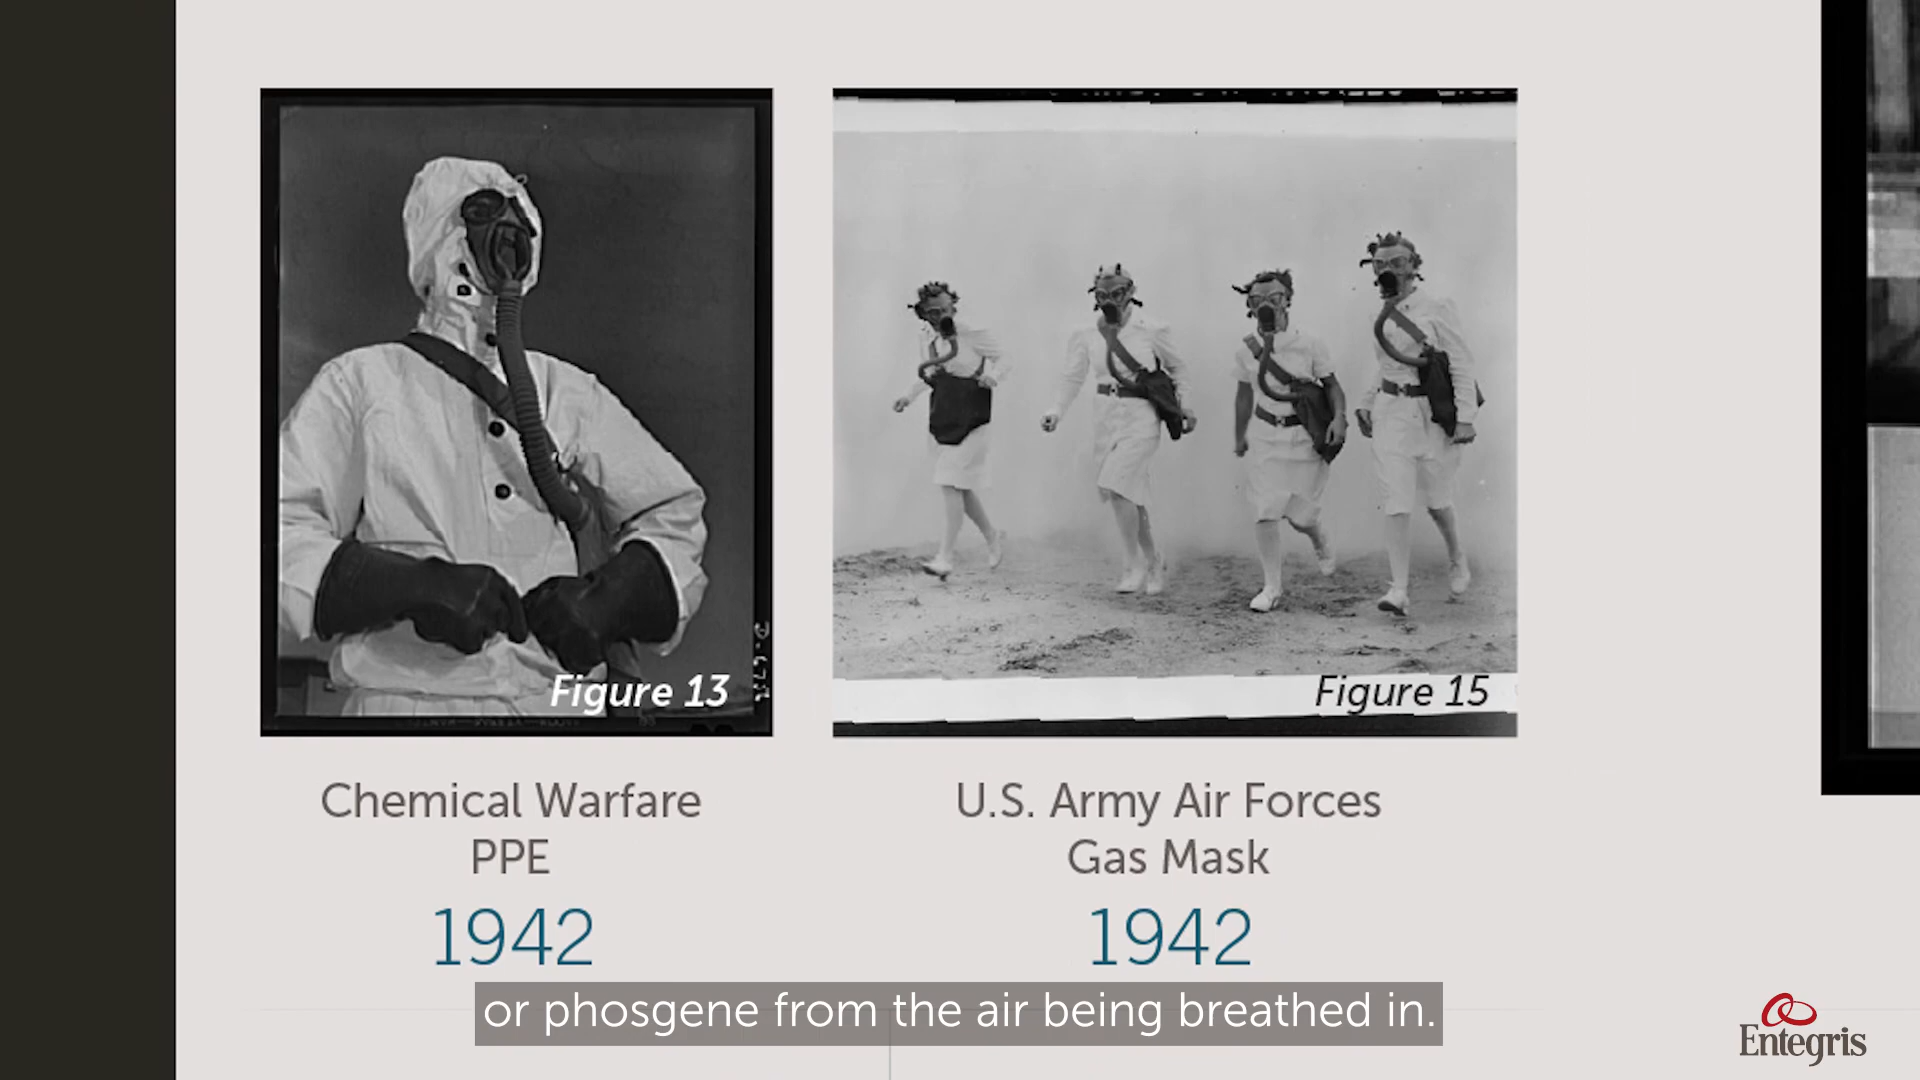 Figure 13
Figure 15
Chemical Warfare
PPE
1942
U.S. Army Air Forces
Gas Mask
1942
or phosgene from the air being breathed in.
Entegris